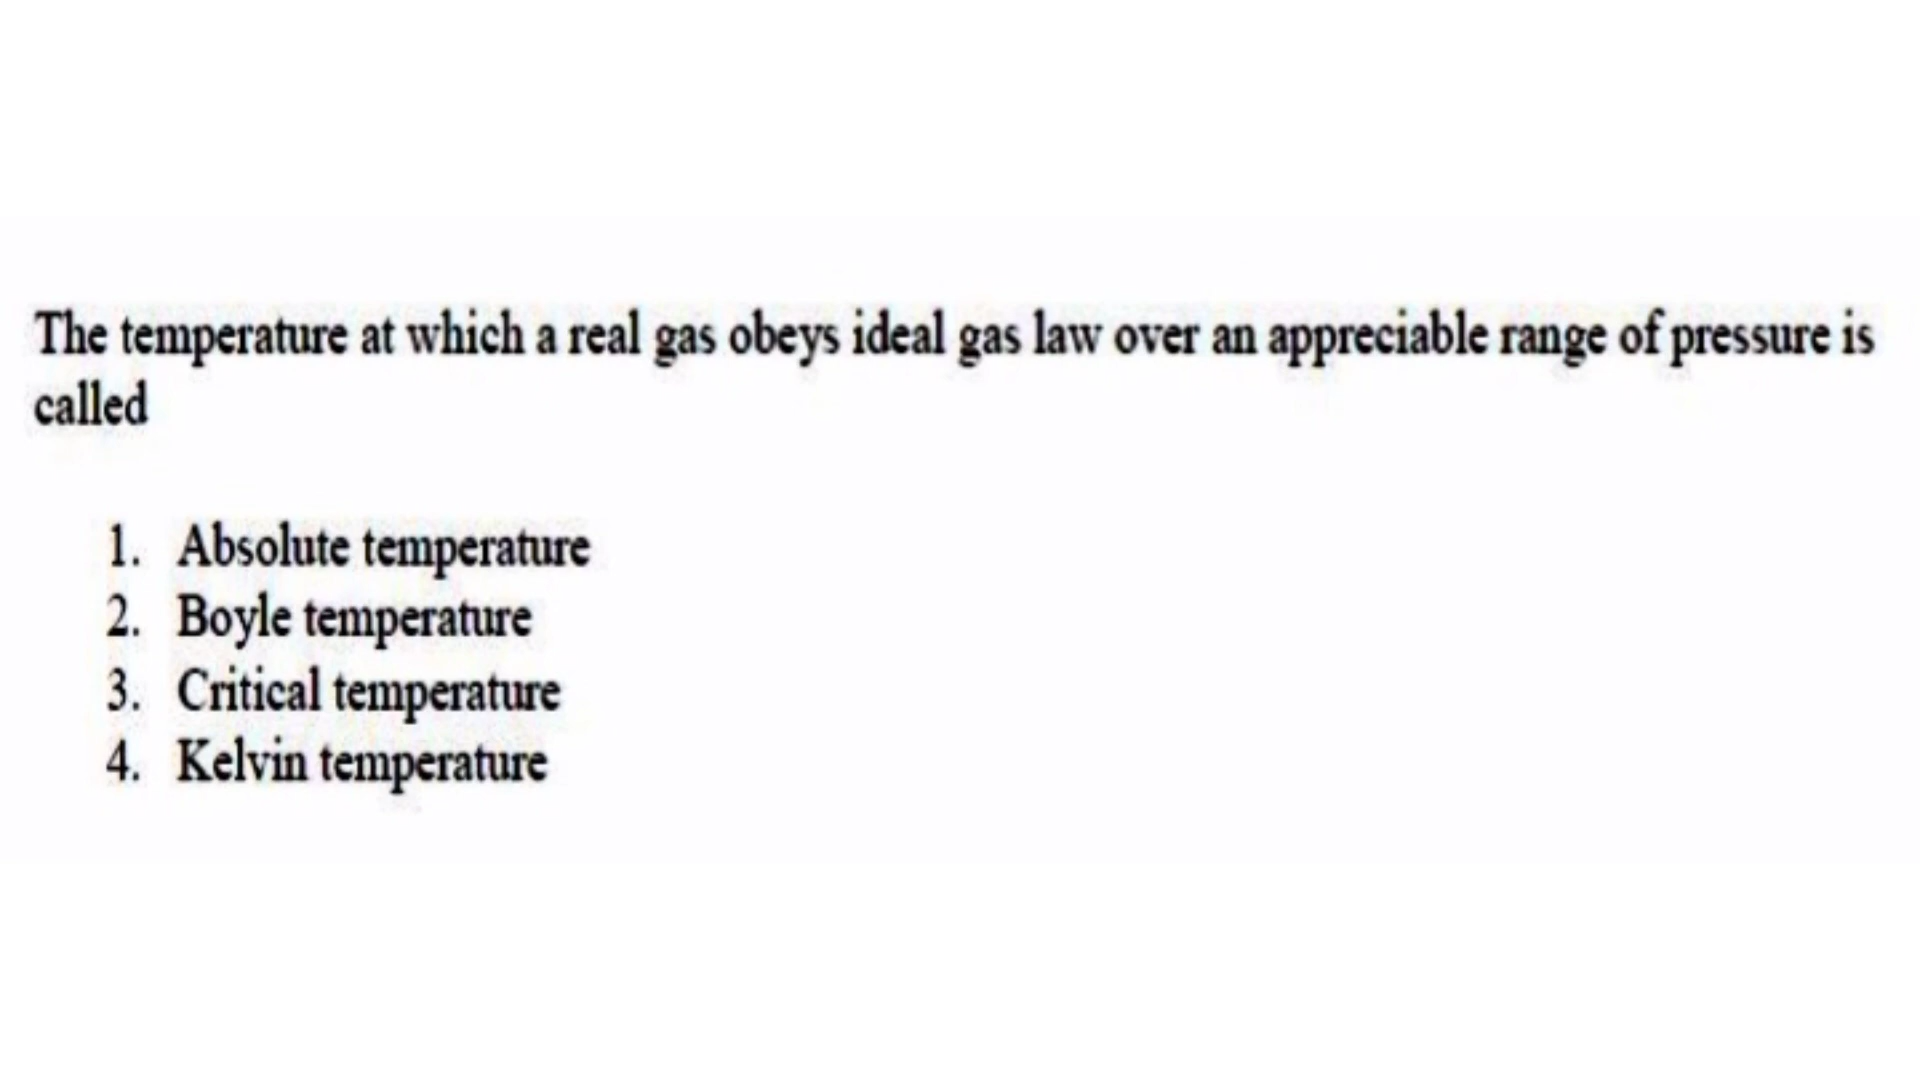 The temperature at which a real gas obeys ideal gas law over an appreciable range of pressure is
called
1. Absolute temperature
2. Boyle temperature
3. Critical temperature
4. Kelvin temperature